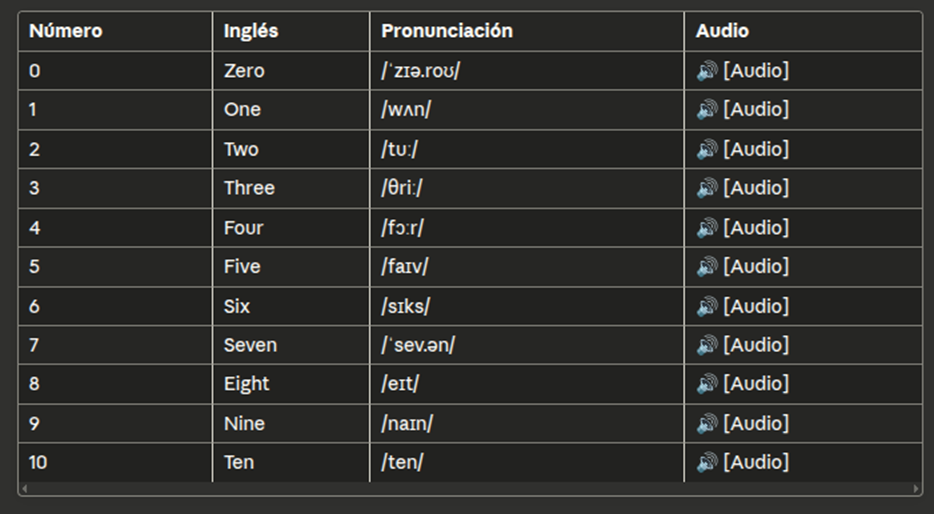 Número Inglés Pronunciación Audio
0 Zero /ˈzɪə.roʊ/ 🔊 [Audio]
1 One /wʌn/ 🔊 [Audio]
2 Two /tuː/ 🔊 [Audio]
3 Three /θriː/ 🔊 [Audio]
4 Four /fɔːr/ 🔊 [Audio]
5 Five /faɪv/ 🔊 [Audio]
6 Six /sɪks/ 🔊 [Audio]
7 Seven /ˈsev.ən/ 🔊 [Audio]
8 Eight /eɪt/ 🔊 [Audio]
9 Nine /naɪn/ 🔊 [Audio]
10 Ten /ten/ 🔊 [Audio]